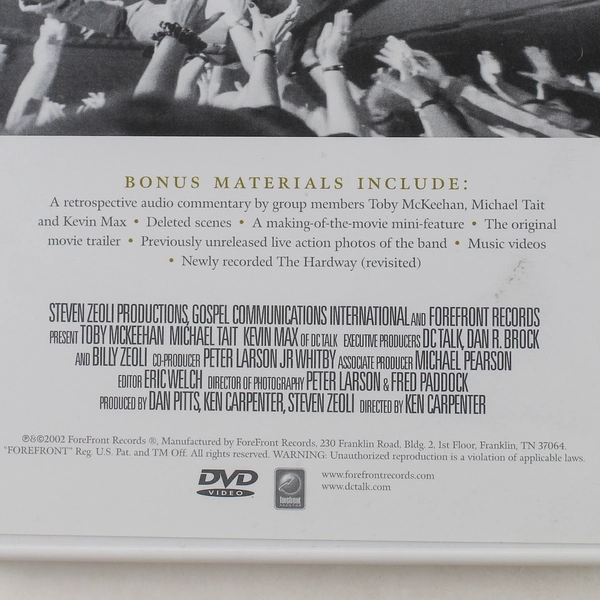 BONUS MATERIALS INCLUDE:
A retrospective audio commentary by group members Toby McKeehan, Michael Tait
and Kevin Max • Deleted scenes • A making-of-the-movie mini-feature • The original
movie trailer • Previously unreleased live action photos of the band • Music videos
• Newly recorded The Hardway (revisited)
STEVEN ZEOLI PRODUCTIONS, GOSPEL COMMUNICATIONS INTERNATIONAL AND FOREFRONT RECORDS
PRESENT TOBY MCKEEHAN MICHAEL TAIT KEVIN MAX OF DC TALK EXECUTIVE PRODUCERS DC TALK, DAN R. BROCK
AND BILLY ZEOLI CO-PRODUCER PETER LARSON JR WHITBY ASSOCIATE PRODUCER MICHAEL PEARSON
EDITOR ERIC WELCH DIRECTOR OF PHOTOGRAPHY PETER LARSON & FRED PADDOCK
PRODUCED BY DAN PITTS, KEN CARPENTER, STEVEN ZEOLI DIRECTED BY KEN CARPENTER
℗&©2002 ForeFront Records ®, Manufactured by ForeFront Records, 230 Franklin Road, Bldg. 2, 1st Floor, Franklin, TN 37064.
"FOREFRONT" Reg. U.S. Pat. and TM Off. All rights reserved. WARNING: Unauthorized reproduction is a violation of applicable laws.
DVD
VIDEO
forefront
RECORDS
www.forefrontrecords.com
www.dctalk.com